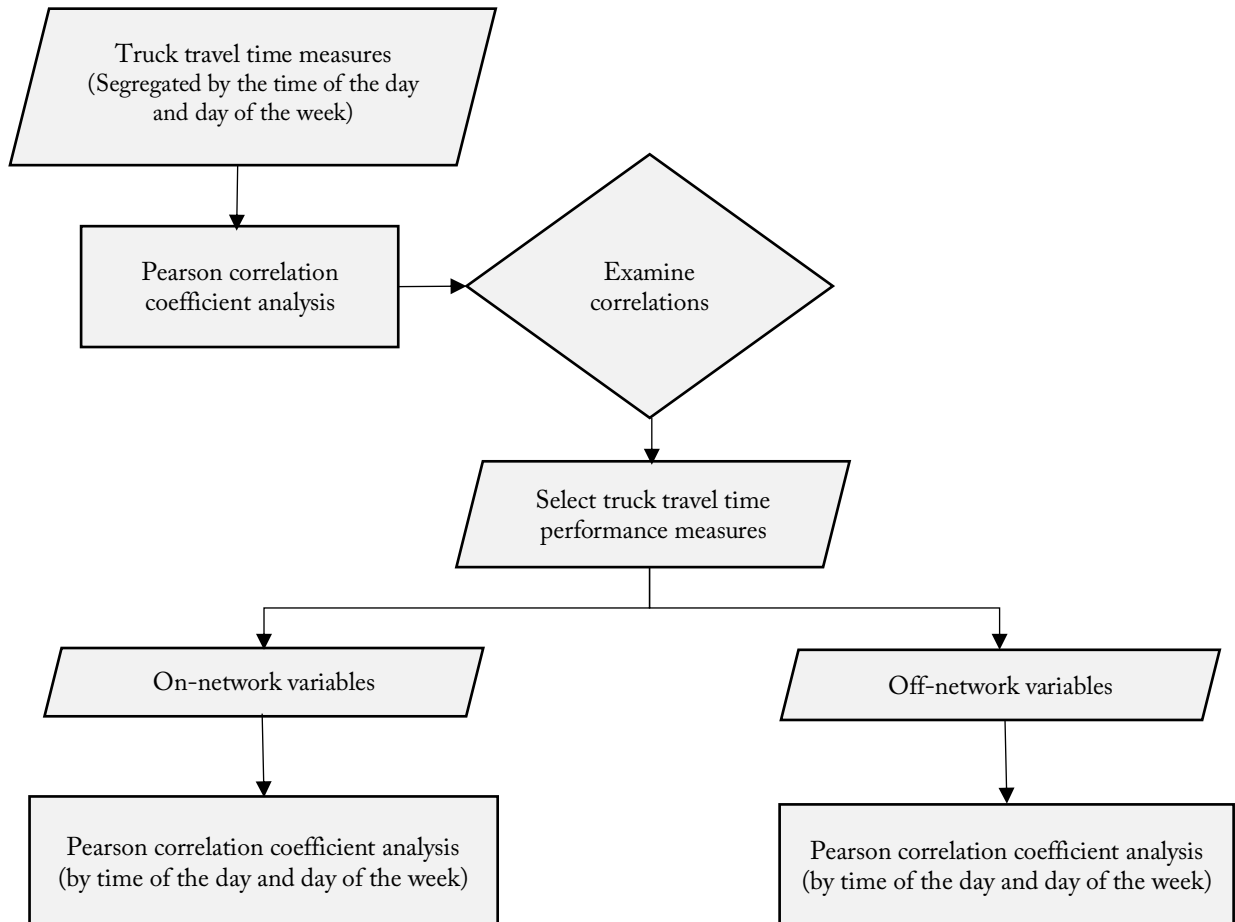 Truck travel time measures
(Segregated by the time of the day
and day of the week)
Pearson correlation
coefficient analysis
Examine
correlations
Select truck travel time
performance measures
On-network variables
Off-network variables
Pearson correlation coefficient analysis
(by time of the day and day of the week)
Pearson correlation coefficient analysis
(by time of the day and day of the week)